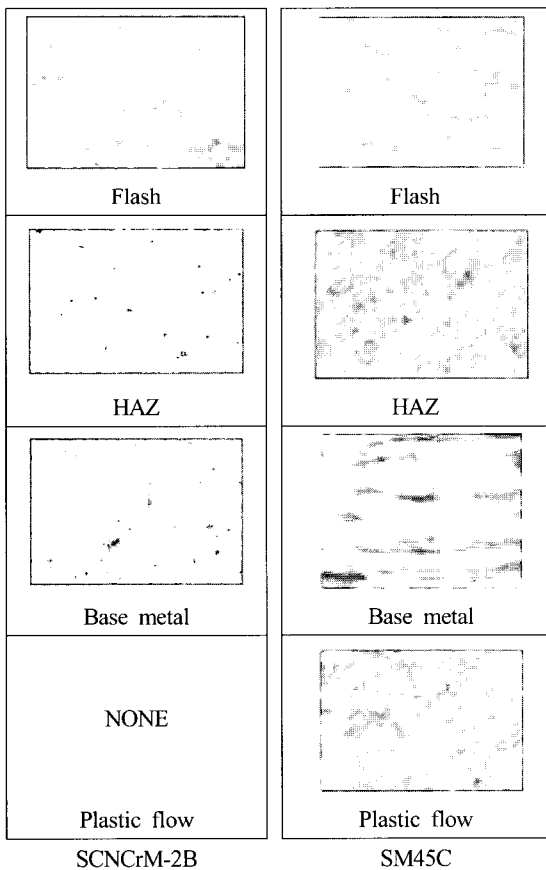 Flash
Flash
HAZ
HAZ
Base metal
Base metal
NONE
Plastic flow
Plastic flow
SCNCrM-2B
SM45C